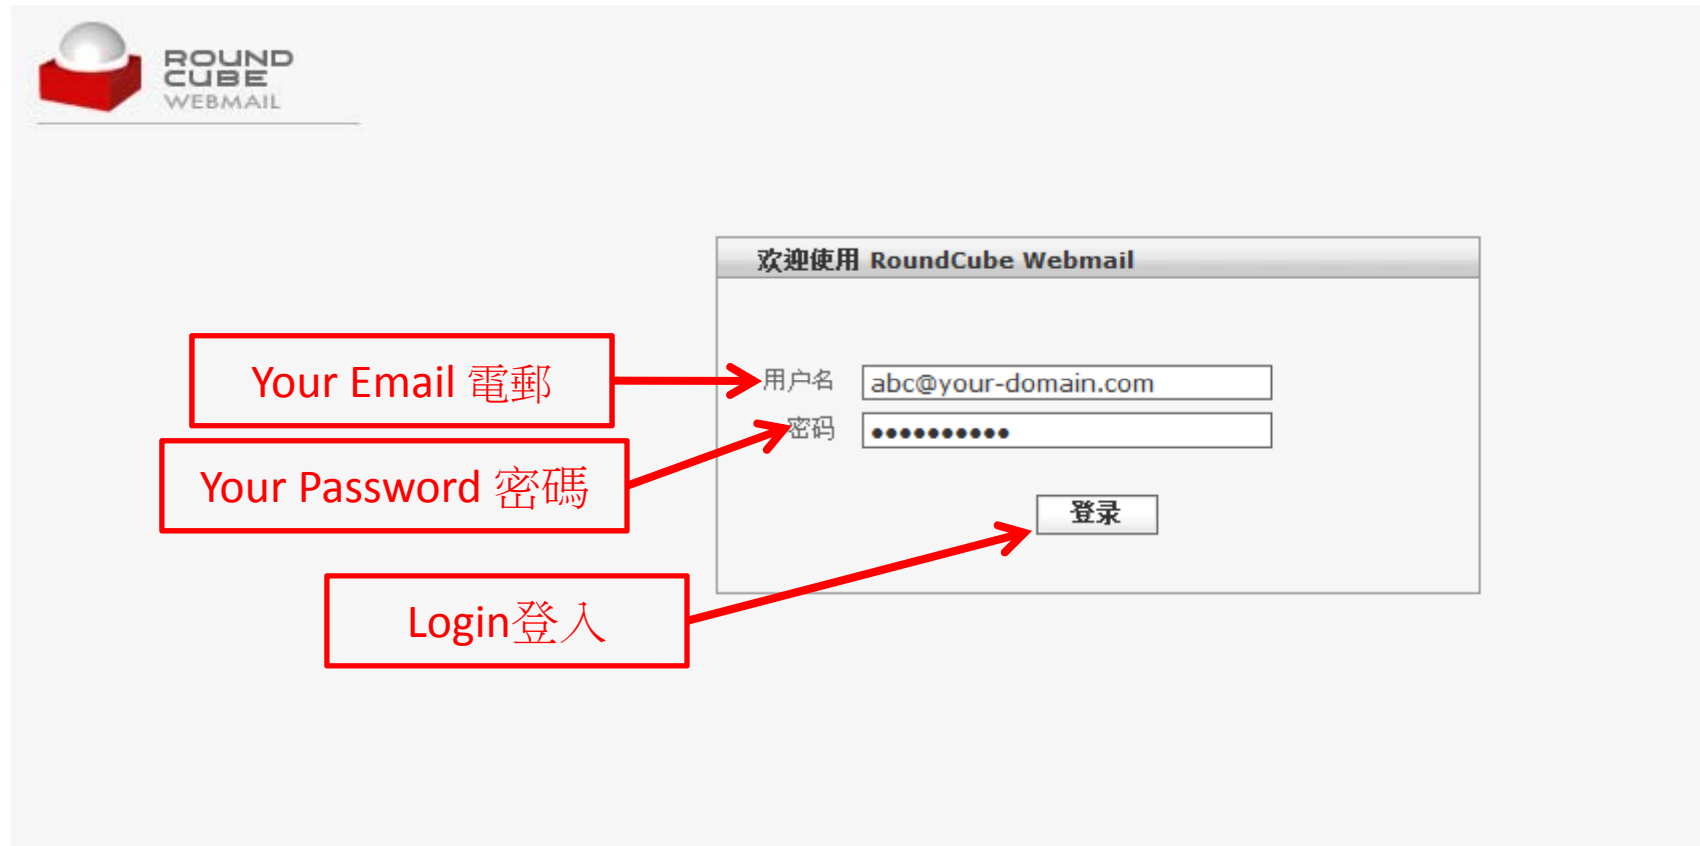 ROUND
CUBE
WEBMAIL
欢迎使用 RoundCube Webmail
Your Email 電郵
用户名 abc@your-domain.com
密码 ••••••••••
Your Password 密碼
登录
Login登入